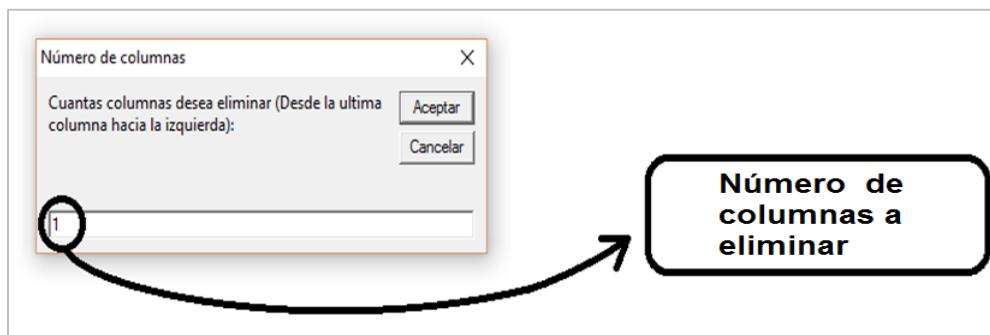 Número de columnas
Cuantas columnas desea eliminar (Desde la ultima
columna hacia la izquierda):
Aceptar
Cancelar
1
Número de
columnas a
eliminar